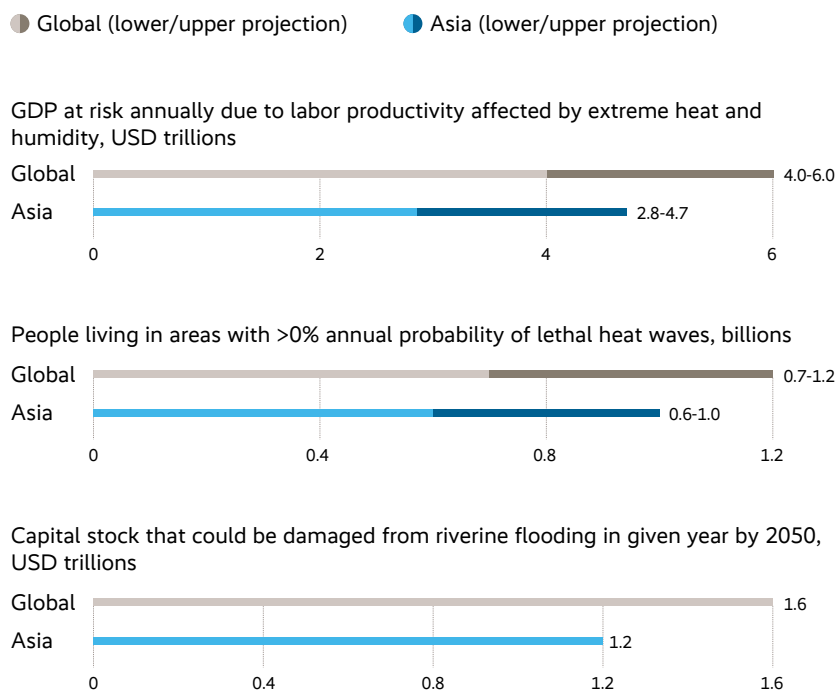 Global (lower/upper projection) Asia (lower/upper projection)
GDP at risk annually due to labor productivity affected by extreme heat and
humidity, USD trillions
Global 4.0-6.0
Asia 2.8-4.7
0 2 4 6
People living in areas with >0% annual probability of lethal heat waves, billions
Global 0.7-1.2
Asia 0.6-1.0
0 0.4 0.8 1.2
Capital stock that could be damaged from riverine flooding in given year by 2050,
USD trillions
Global 1.6
Asia 1.2
0 0.4 0.8 1.2 1.6